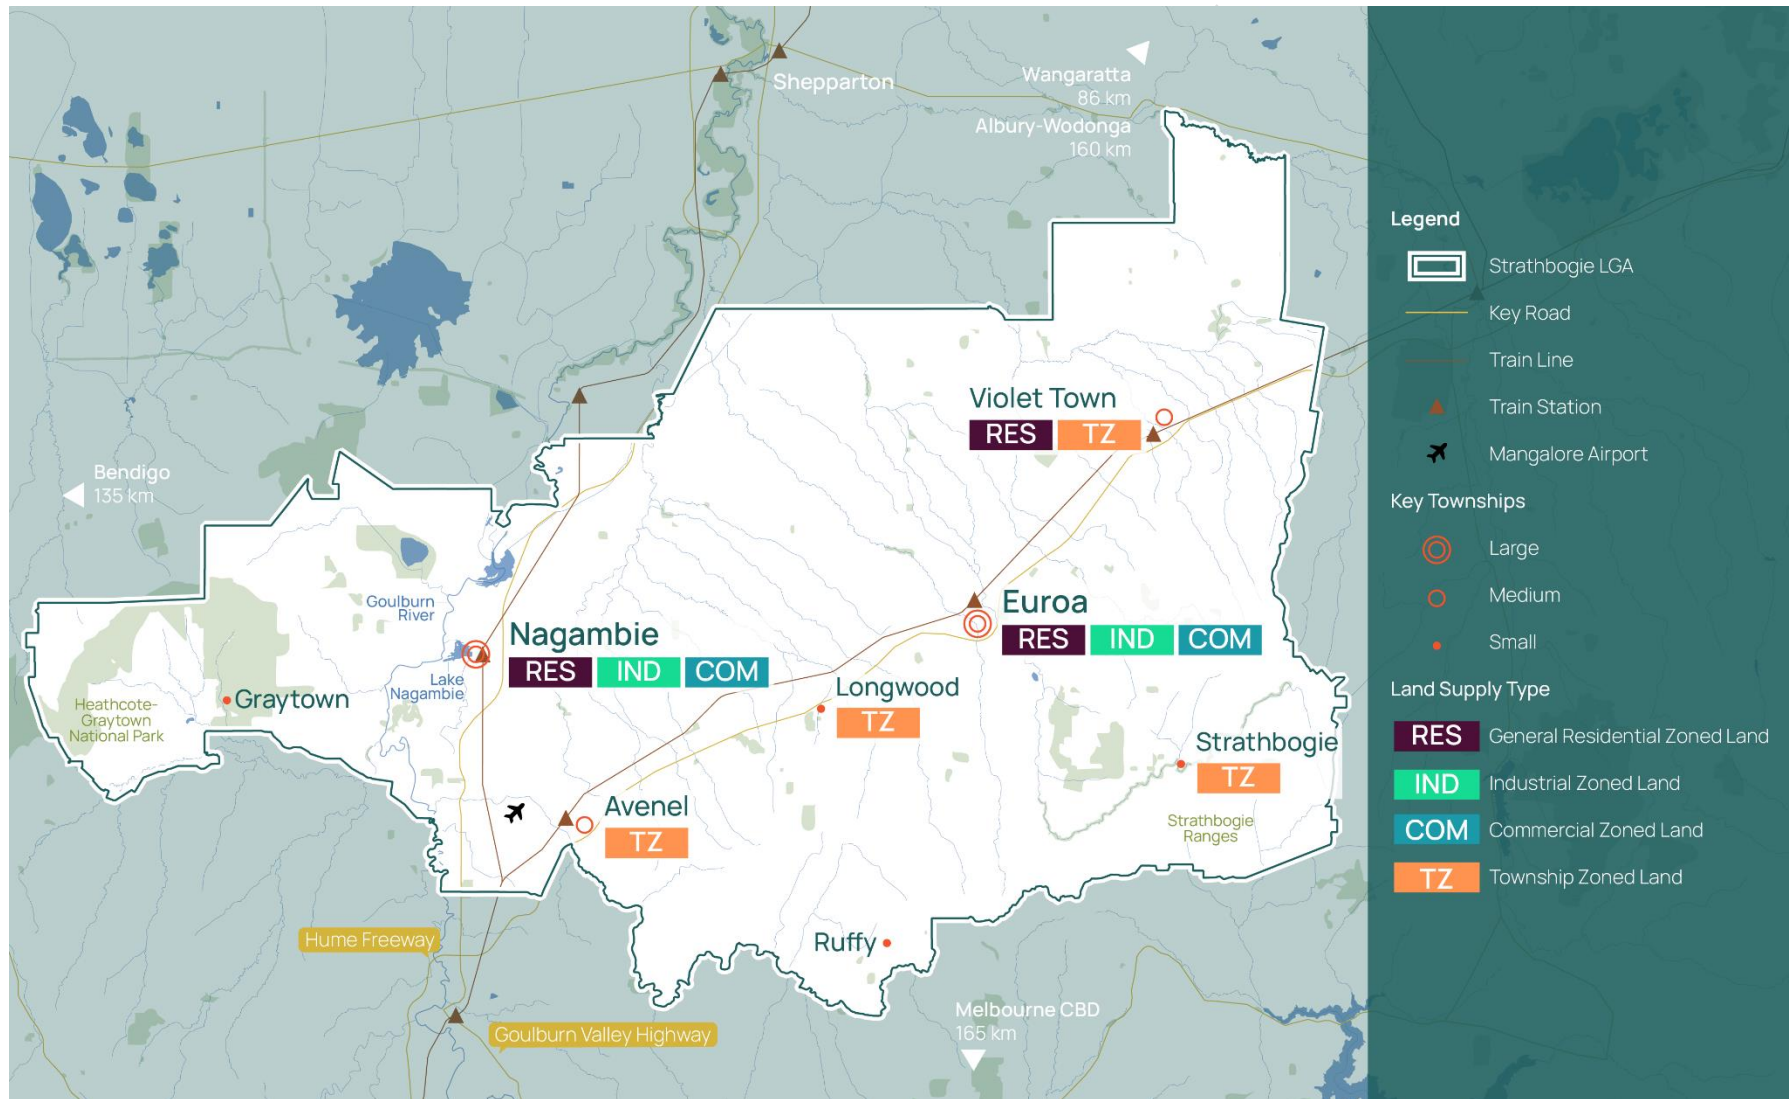 Shepparton
Wangaratta
86 km
Albury-Wodonga
160 km
Bendigo
135 km
Violet Town
RES TZ
Goulburn
River
Nagambie
RES IND COM
Lake
Nagambie
Euroa
RES IND COM
Graytown
Heathcote-
Graytown
National Park
Longwood
TZ
Strathbogie
TZ
Strathbogie
Ranges
Avenel
TZ
Ruffy
Hume Freeway
Goulburn Valley Highway
Melbourne CBD
165 km
Legend
Strathbogie LGA
Key Road
Train Line
Train Station
Mangalore Airport
Key Townships
Large
Medium
Small
Land Supply Type
RES General Residential Zoned Land
IND Industrial Zoned Land
COM Commercial Zoned Land
TZ Township Zoned Land